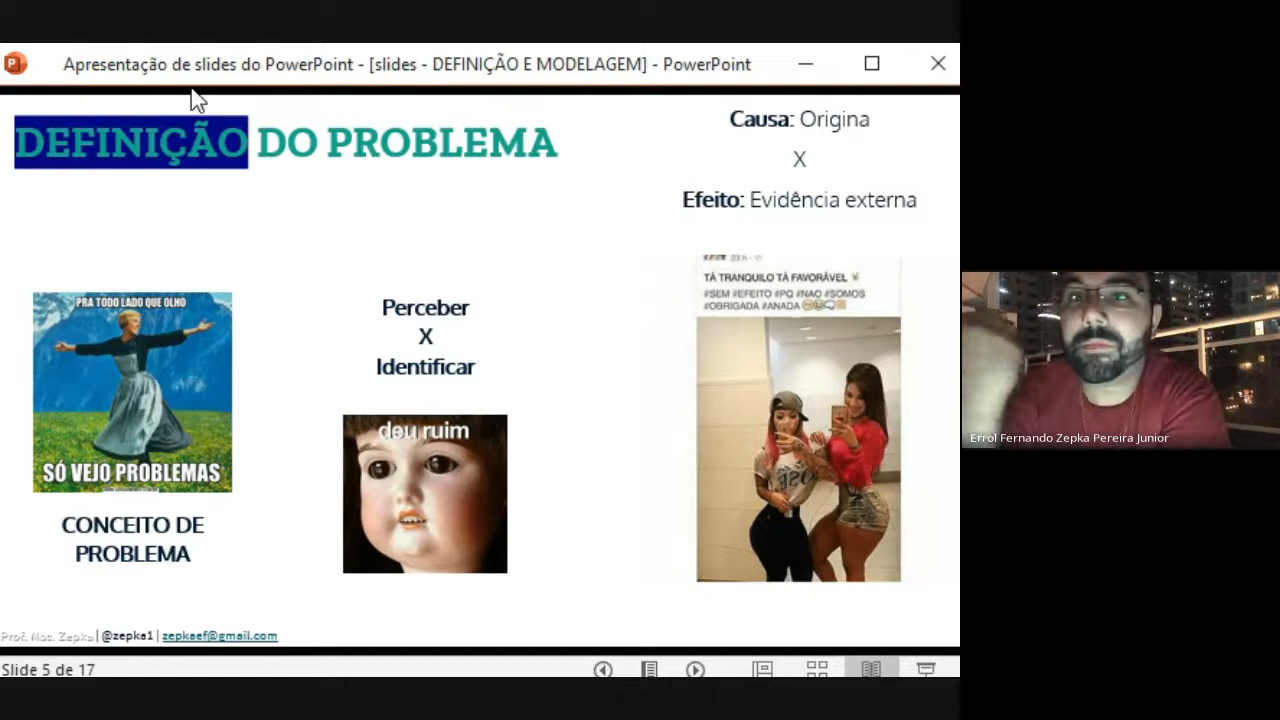 Apresentação de slides do PowerPoint - [slides - DEFINIÇÃO E MODELAGEM] - PowerPoint
DEFINIÇÃO DO PROBLEMA
Causa: Origina
X
Efeito: Evidência externa
PRA TODO LADO QUE OLHO
SÓ VEJO PROBLEMAS
CONCEITO DE
PROBLEMA
Perceber
X
Identificar
deu ruim
23 h
TÁ TRANQUILO TÁ FAVORÁVEL
#SEM #EFEITO #PQ #NAO #SOMOS
#OBRIGADA #ANADA
Errol Fernando Zepka Pereira Junior
Prof. Msc. Zepka | @zepka1 | zepkaef@gmail.com
Slide 5 de 17